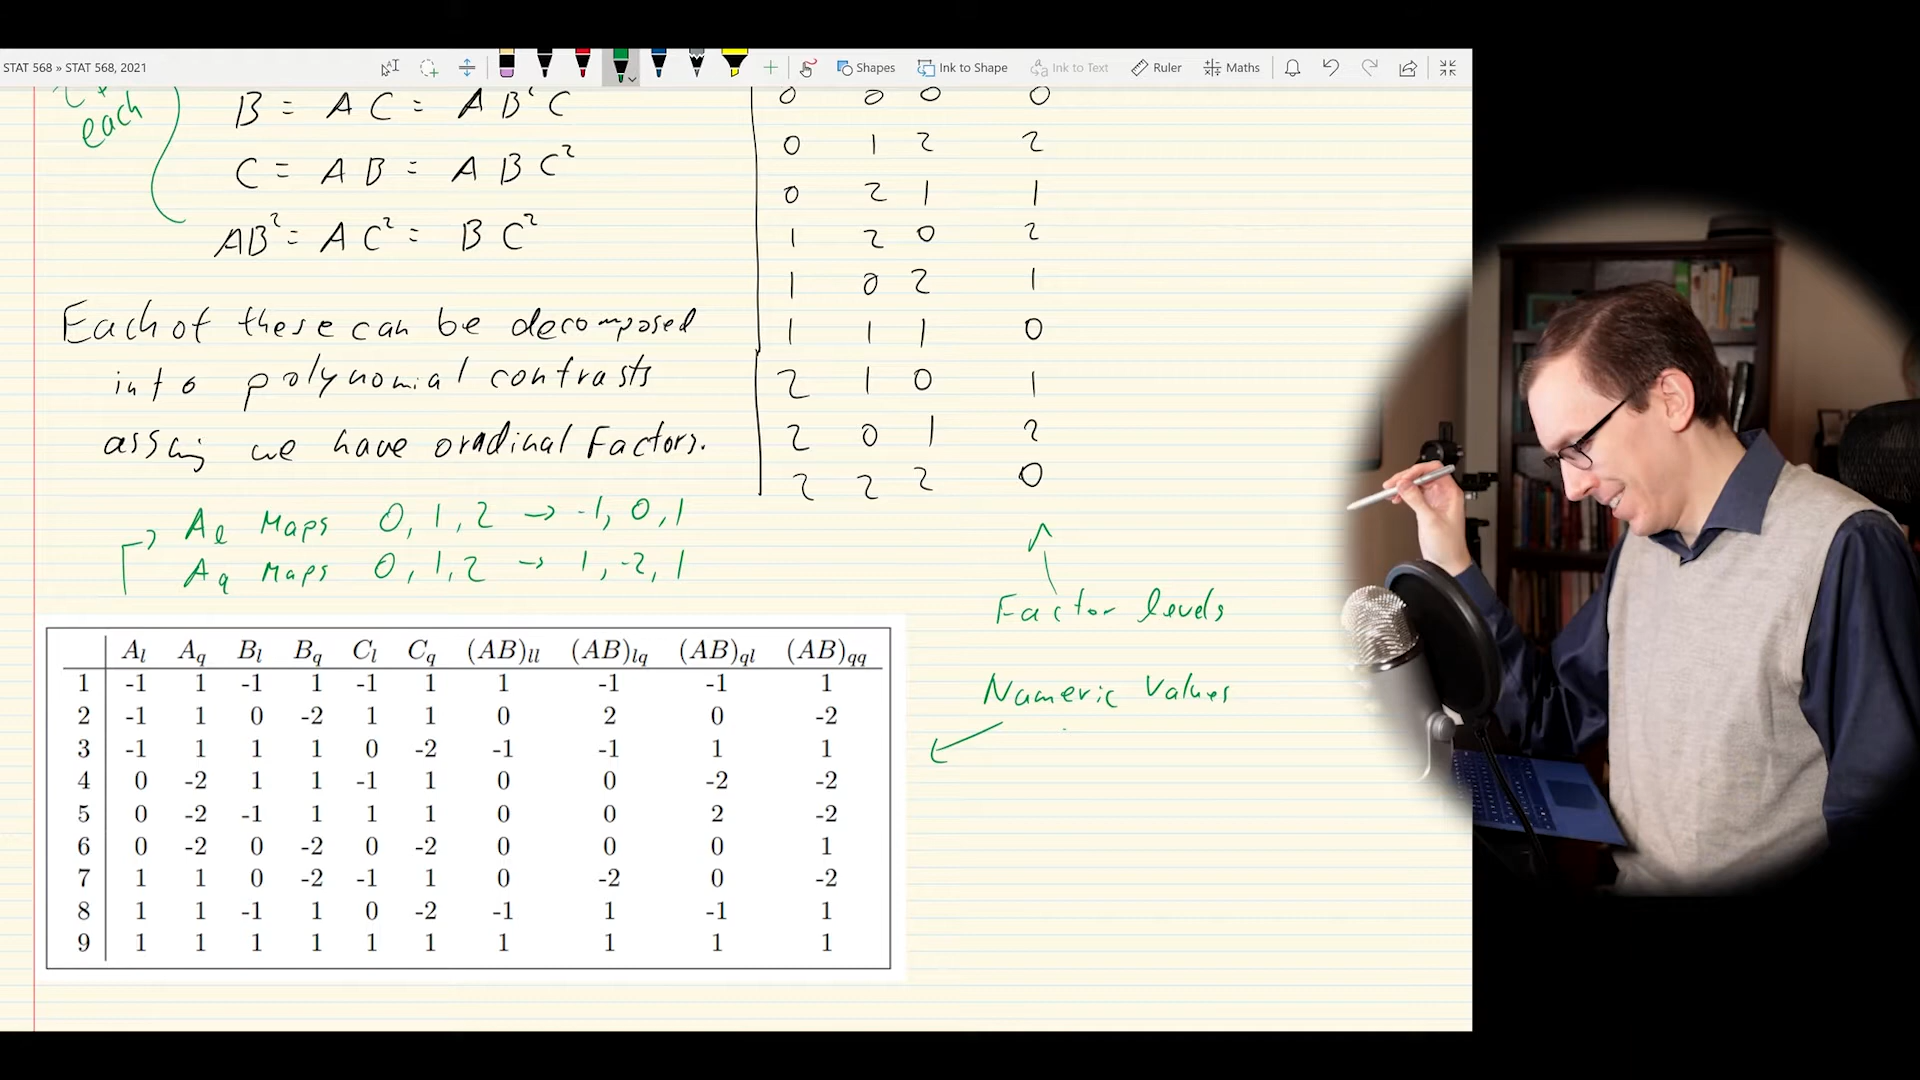 STAT 568 » STAT 568, 2021
Shapes Ink to Shape Ink to Text Ruler Maths
each
B = AC = AB²C
C = AB = ABC²
AB² = AC² = BC²
Each of these can be decomposed
into polynomial contrasts
we have oradinal Factors.
A_l Maps 0, 1, 2 → -1, 0, 1
A_q Maps 0, 1, 2 → 1, -2, 1
0 0 0 0
0 1 2 2
0 2 1 1
1 2 0 2
1 0 2 1
1 1 1 0
2 1 0 1
2 0 1 2
2 2 2 0
Factor levels
Numeric Values
A_l A_q B_l B_q C_l C_q (AB)_ll (AB)_lq (AB)_ql (AB)_qq
1 -1 1 -1 1 -1 1 1 -1 -1 1
2 -1 1 0 -2 1 1 0 2 0 -2
3 -1 1 1 1 0 -2 -1 -1 1 1
4 0 -2 1 1 -1 1 0 0 -2 -2
5 0 -2 -1 1 1 1 0 0 2 -2
6 0 -2 0 -2 0 -2 0 0 0 1
7 1 1 0 -2 -1 1 0 -2 0 -2
8 1 1 -1 1 0 -2 -1 1 -1 1
9 1 1 1 1 1 1 1 1 1 1